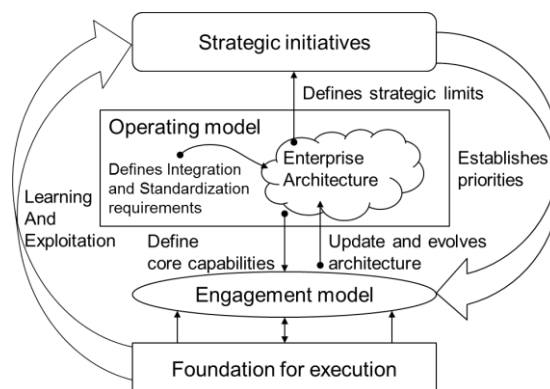 Strategic initiatives
Defines strategic limits
Operating model
Defines Integration
and Standardization
requirements
Enterprise
Architecture
Establishes
priorities
Learning
And
Exploitation
Define
core capabilities
Update and evolves
architecture
Engagement model
Foundation for execution